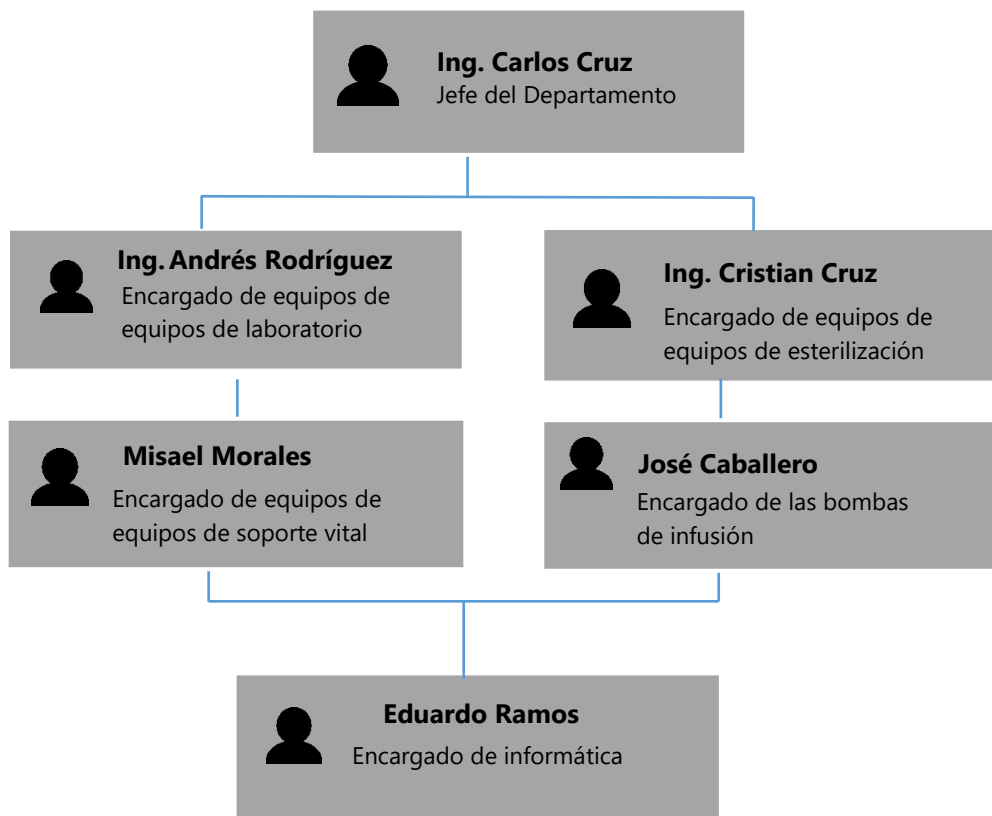 Ing. Carlos Cruz
Jefe del Departamento
Ing. Andrés Rodríguez
Encargado de equipos de
equipos de laboratorio
Ing. Cristian Cruz
Encargado de equipos de
equipos de esterilización
Misael Morales
Encargado de equipos de
equipos de soporte vital
José Caballero
Encargado de las bombas
de infusión
Eduardo Ramos
Encargado de informática